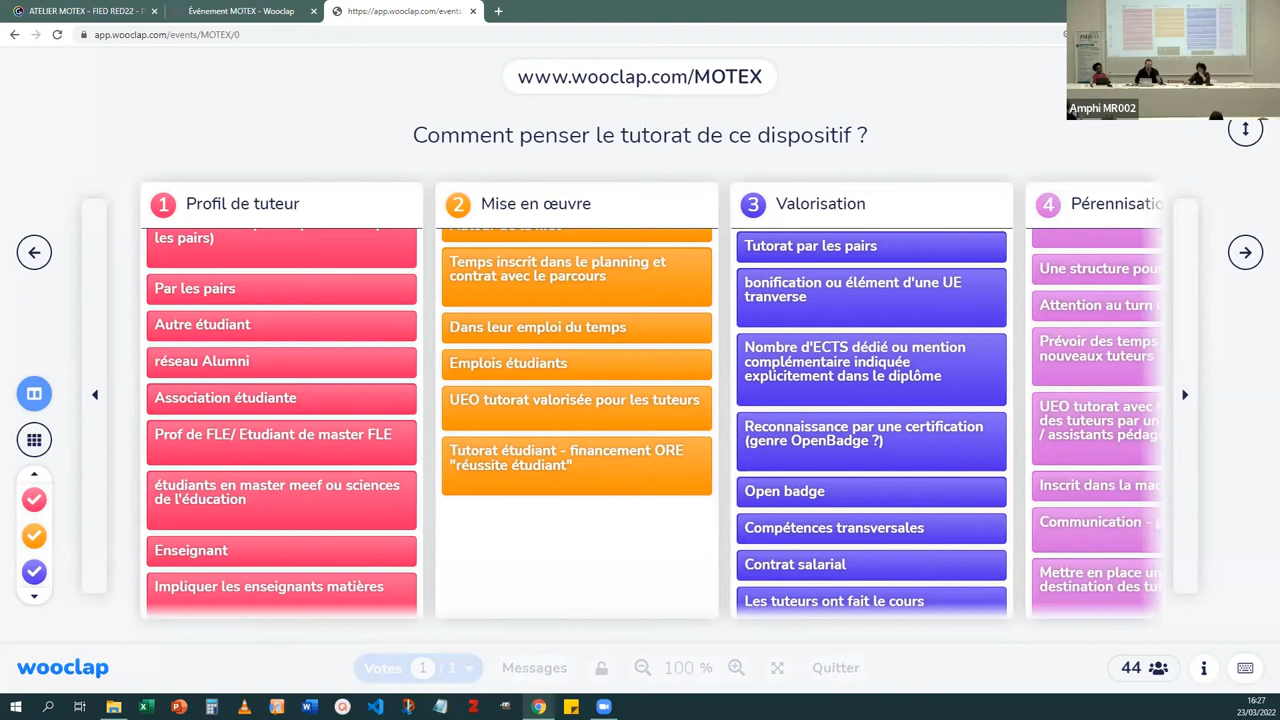 ATELIER MOTEX - FIED RED22 - P
Événement MOTEX - Wooclap
https://app.wooclap.com/events
app.wooclap.com/events/MOTEX/0
www.wooclap.com/MOTEX
Amphi MR002
Comment penser le tutorat de ce dispositif ?
1 Profil de tuteur
les pairs)
Par les pairs
Autre étudiant
réseau Alumni
Association étudiante
Prof de FLE/ Etudiant de master FLE
étudiants en master meef ou sciences
de l'éducation
Enseignant
Impliquer les enseignants matières
2 Mise en œuvre
Temps inscrit dans le planning et
contrat avec le parcours
Dans leur emploi du temps
Emplois étudiants
UEO tutorat valorisée pour les tuteurs
Tutorat étudiant - financement ORE
"réussite étudiant"
3 Valorisation
Tutorat par les pairs
bonification ou élément d'une UE
tranverse
Nombre d'ECTS dédié ou mention
complémentaire indiquée
explicitement dans le diplôme
Reconnaissance par une certification
(genre OpenBadge ?)
Open badge
Compétences transversales
Contrat salarial
Les tuteurs ont fait le cours
4 Pérennisatio
Une structure pou
Attention au turn
Prévoir des temps
nouveaux tuteurs
UEO tutorat avec
des tuteurs par un
/ assistants pédag
Inscrit dans la ma
Communication -
Mettre en place un
destination des tu
wooclap
Votes 1 / 1
Messages
100 %
Quitter
44
16:27
23/03/2022